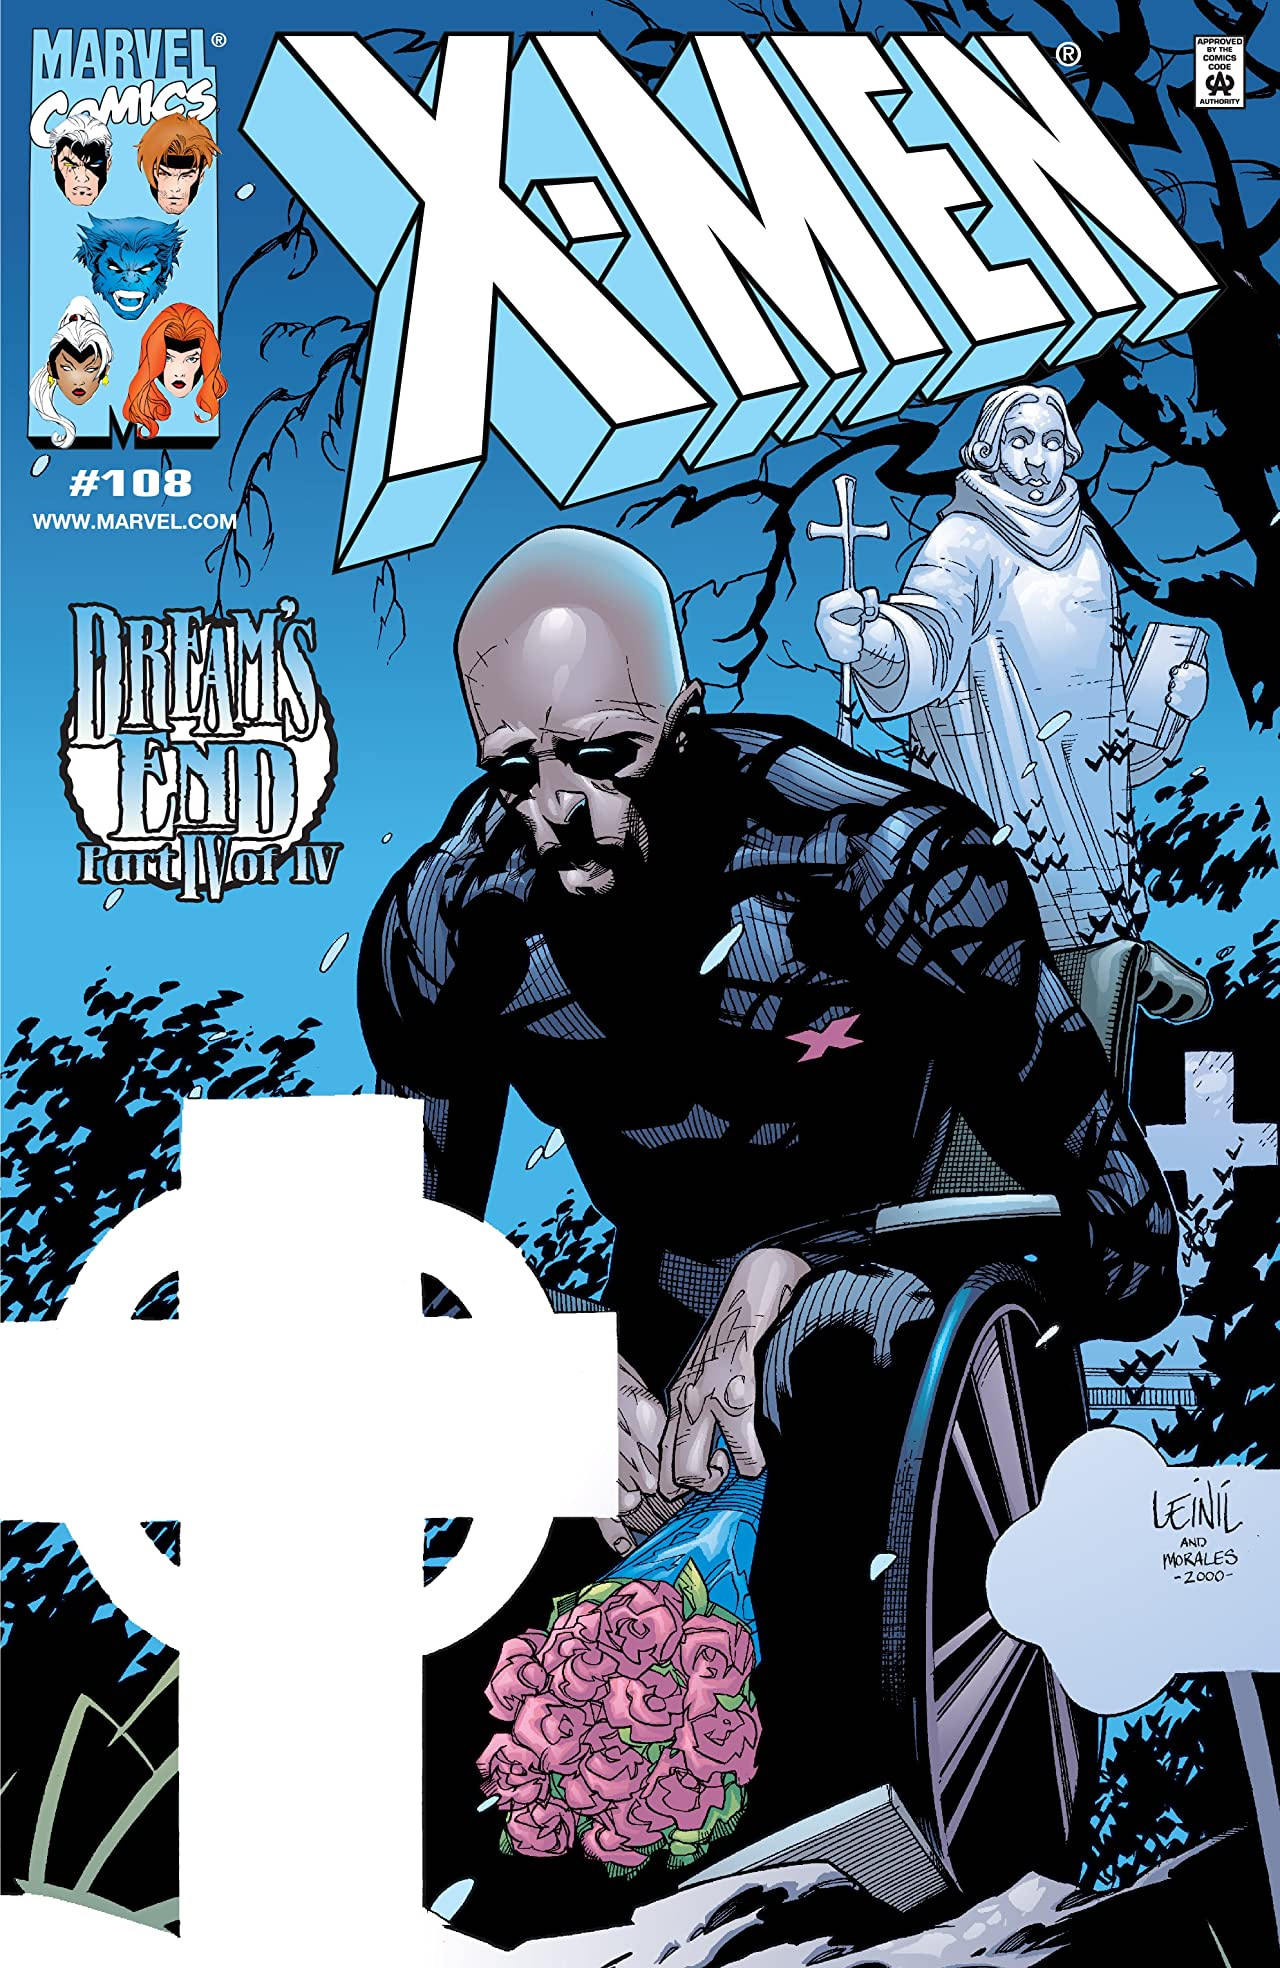 MARVEL®
COMICS
X-MEN®
APPROVED
BY THE
COMICS
CODE
CA
AUTHORITY
#108
WWW.MARVEL.COM
DREAM'S
END
Part IV of IV
LEINIL
AND
MORALES
-2000-